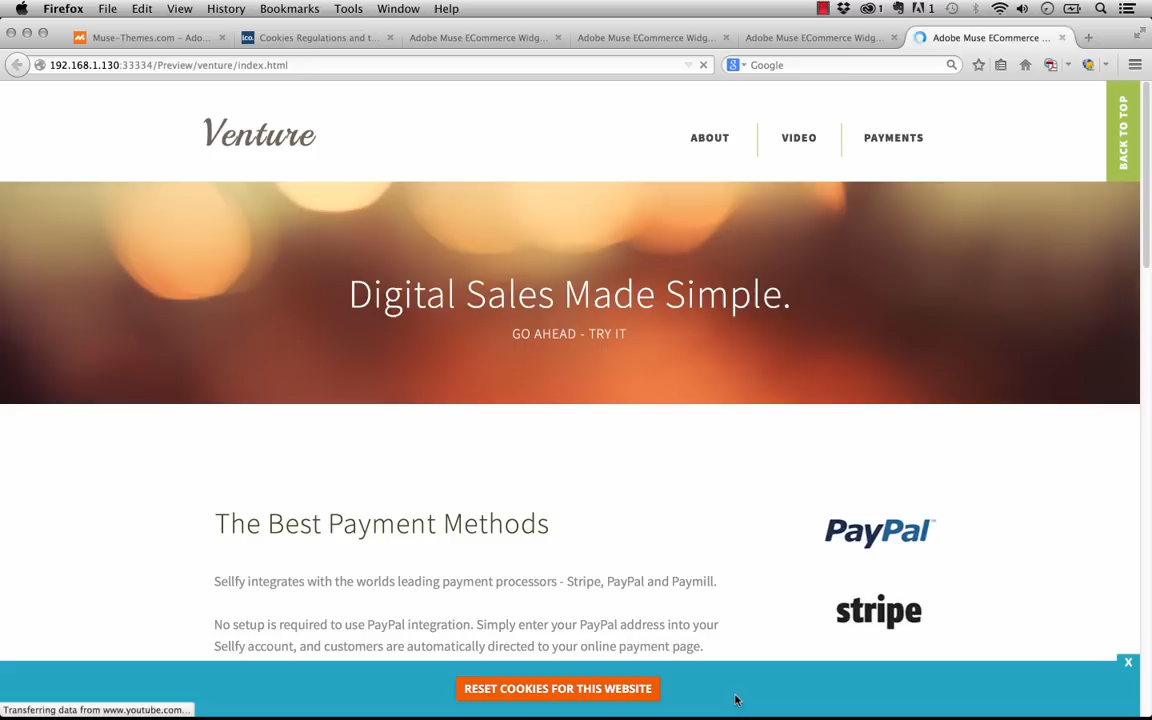 Firefox File Edit View History Bookmarks Tools Window Help 1 1
Muse-Themes.com – Ado... Cookies Regulations and t... Adobe Muse ECommerce Widg... Adobe Muse ECommerce Widg... Adobe Muse ECommerce Widg... Adobe Muse ECommerce ...
192.168.1.130:33334/Preview/venture/index.html Google
Venture
ABOUT VIDEO PAYMENTS
BACK TO TOP
Digital Sales Made Simple.
GO AHEAD - TRY IT
The Best Payment Methods
PayPal™
Sellfy integrates with the worlds leading payment processors - Stripe, PayPal and Paymill.
stripe
No setup is required to use PayPal integration. Simply enter your PayPal address into your
Sellfy account, and customers are automatically directed to your online payment page.
X
RESET COOKIES FOR THIS WEBSITE
Transferring data from www.youtube.com...